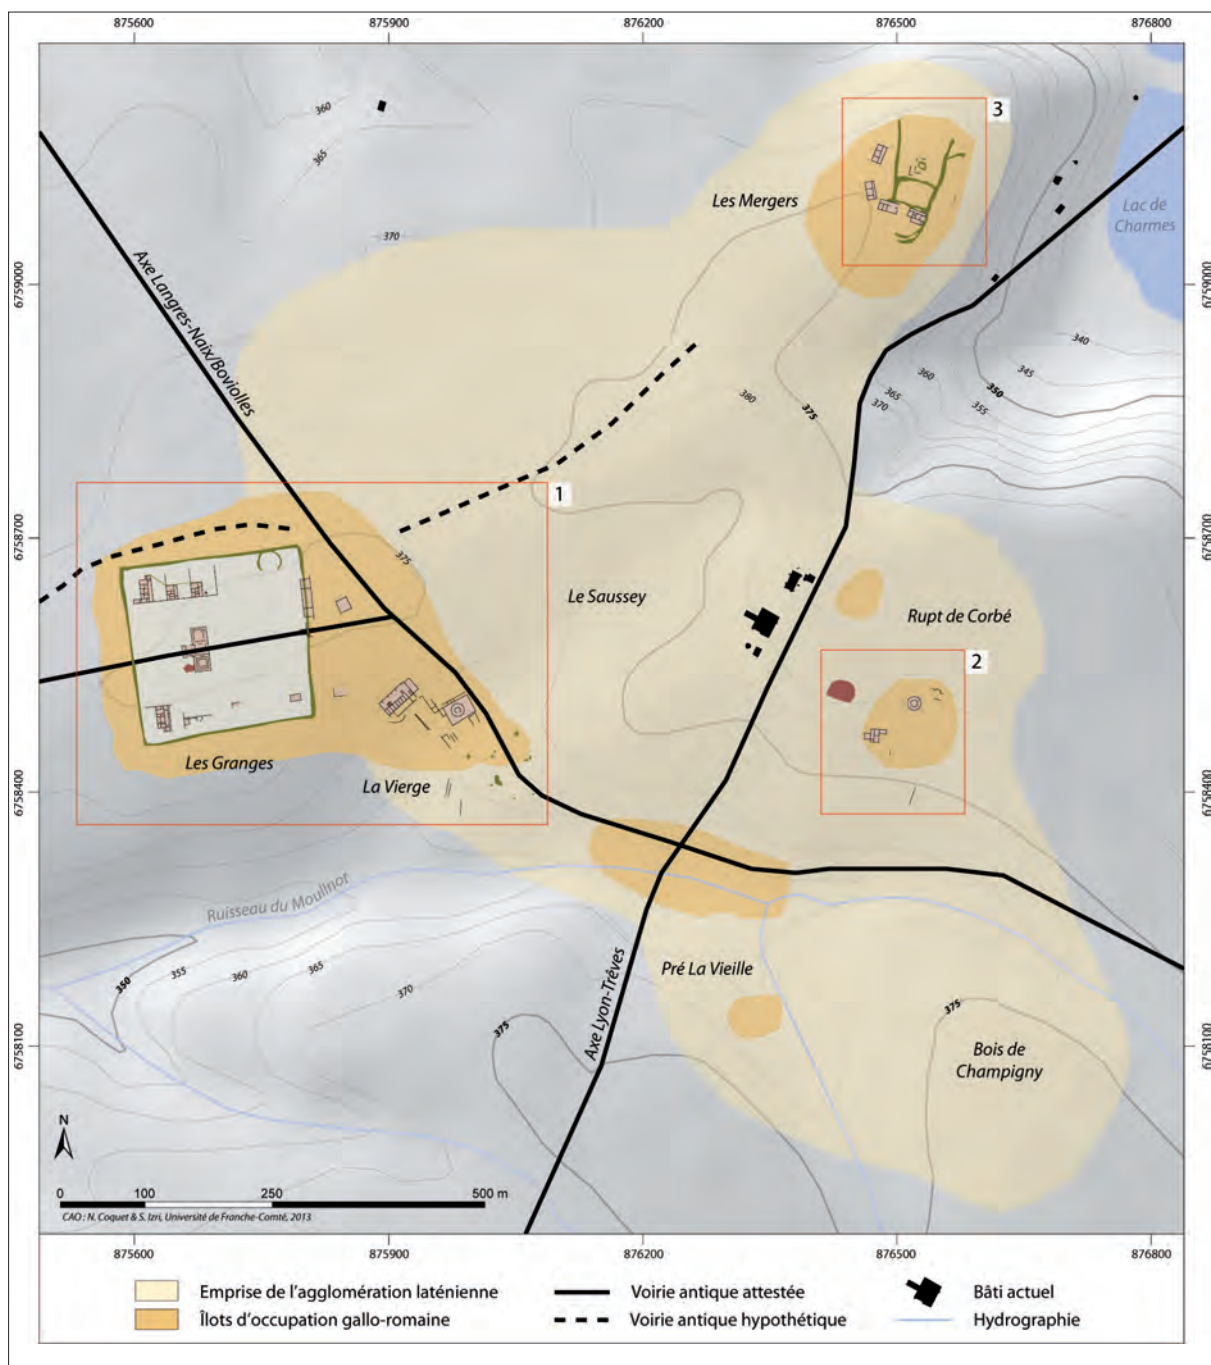 875600 875900 876200 876500 876800
3
360
365
Les Mergers
Lac de
Charmes
370
6759000
6759000
Axe Langres-Naix/Boviolles
340
345
350
360
365
355
370
380
375
1
6758700
6758700
375
Le Saussey
Rupt de Corbé
2
Les Granges
La Vierge
6758400
6758400
Ruisseau du Moulinot
Axe Lyon-Trêves
Pré La Vieille
350
355
360
365
370
375
375
6758100
6758100
Bois de
Champigny
N
0 100 250 500 m
CAO : N. Coquet & S. Izri, Université de Franche-Comté, 2013
875600 875900 876200 876500 876800
Emprise de l'agglomération laténienne
Voirie antique attestée
Bâti actuel
Îlots d'occupation gallo-romaine
Voirie antique hypothétique
Hydrographie